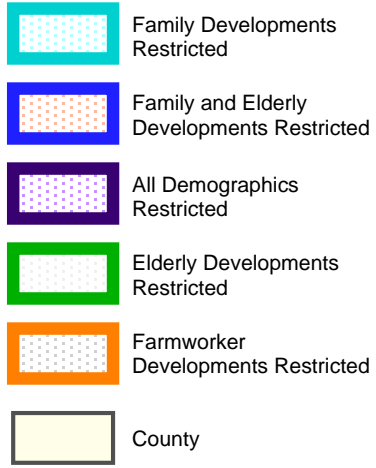 Family Developments
Restricted
Family and Elderly
Developments Restricted
All Demographics
Restricted
Elderly Developments
Restricted
Farmworker
Developments Restricted
County